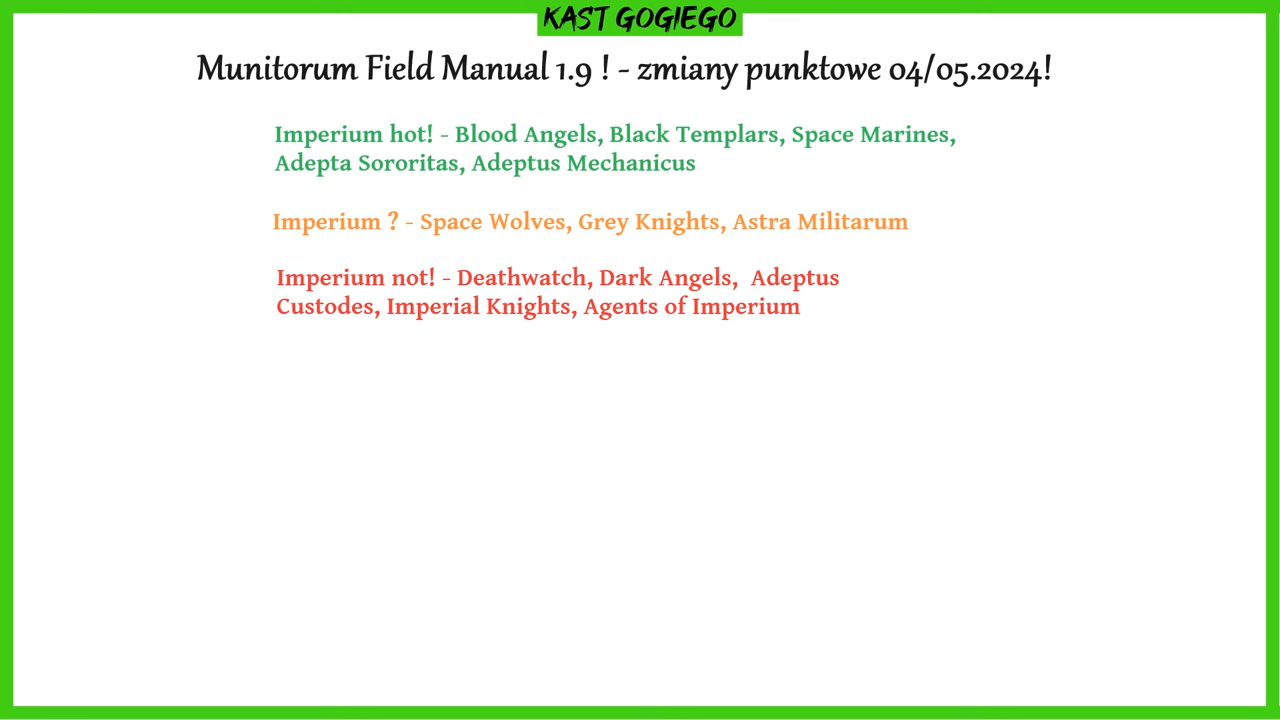 KAST GOGIEGO
Munitorum Field Manual 1.9 ! - zmiany punktowe 04/05.2024!
Imperium hot! - Blood Angels, Black Templars, Space Marines,
Adepta Sororitas, Adeptus Mechanicus
Imperium ? - Space Wolves, Grey Knights, Astra Militarum
Imperium not! - Deathwatch, Dark Angels, Adeptus
Custodes, Imperial Knights, Agents of Imperium